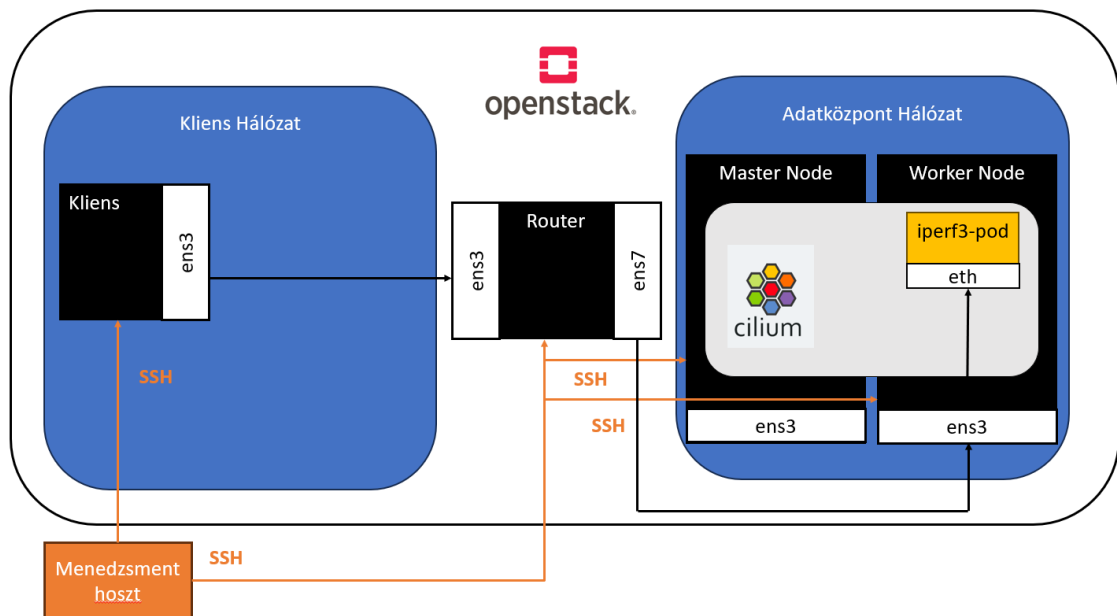 openstack.
Kliens Hálózat
Adatközpont Hálózat
Master Node
Worker Node
Kliens
ens3
ens3
Router
ens7
iperf3-pod
eth
cilium
SSH
SSH
SSH
ens3
ens3
SSH
Menedzsment
hoszt